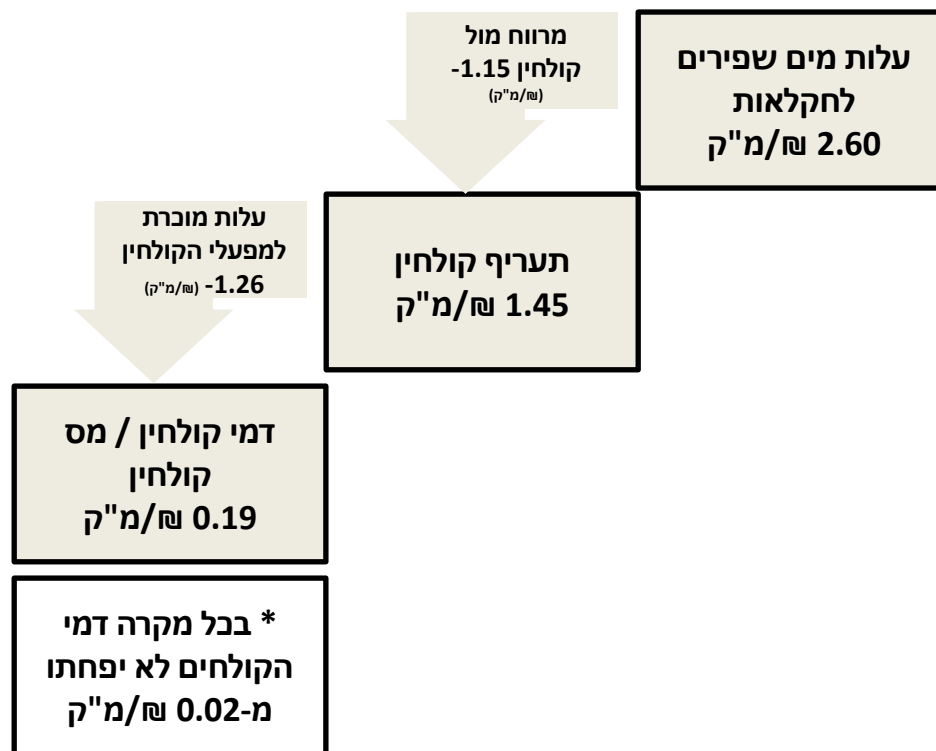 עלות מים שפירים
לחקלאות
2.60 ₪/מ"ק
מרווח מול
קולחין 1.15-
(₪/מ"ק)
תעריף קולחין
1.45 ₪/מ"ק
עלות מוכרת
למפעלי הקולחין
1.26- (₪/מ"ק)
דמי קולחין / מס
קולחין
0.19 ₪/מ"ק
* בכל מקרה דמי
הקולחים לא יפחתו
מ-0.02 ₪/מ"ק